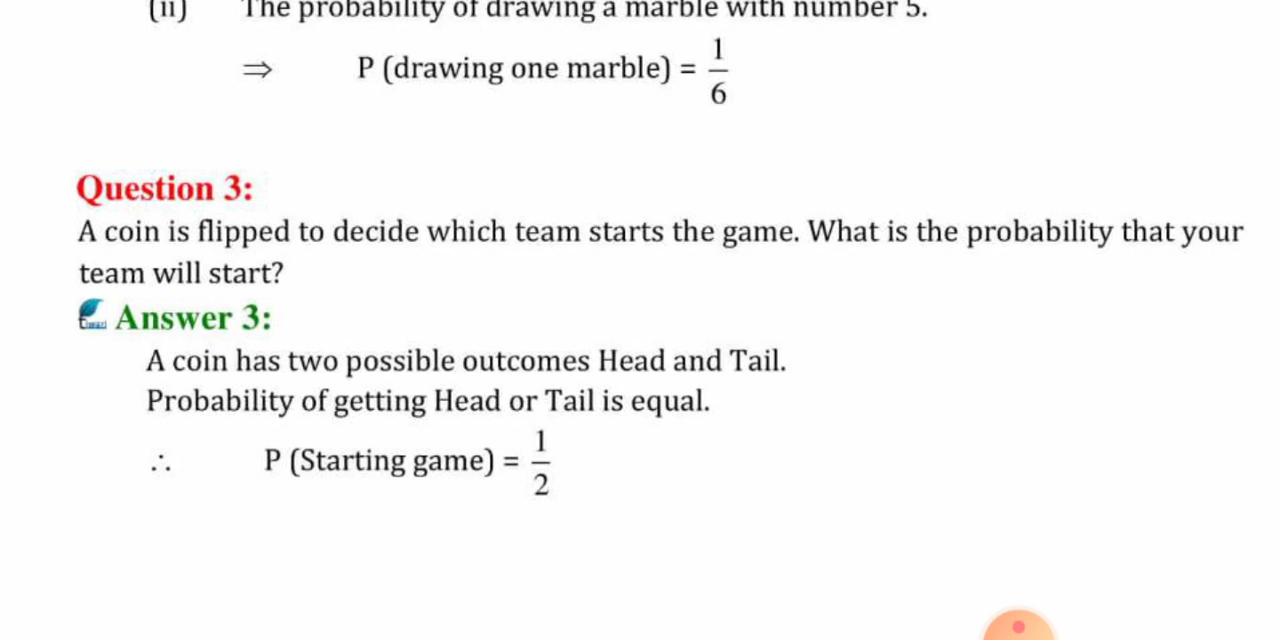 (ii) The probability of drawing a marble with number 5.
⇒ P (drawing one marble) = 1/6
Question 3:
A coin is flipped to decide which team starts the game. What is the probability that your
team will start?
Answer 3:
A coin has two possible outcomes Head and Tail.
Probability of getting Head or Tail is equal.
∴ P (Starting game) = 1/2